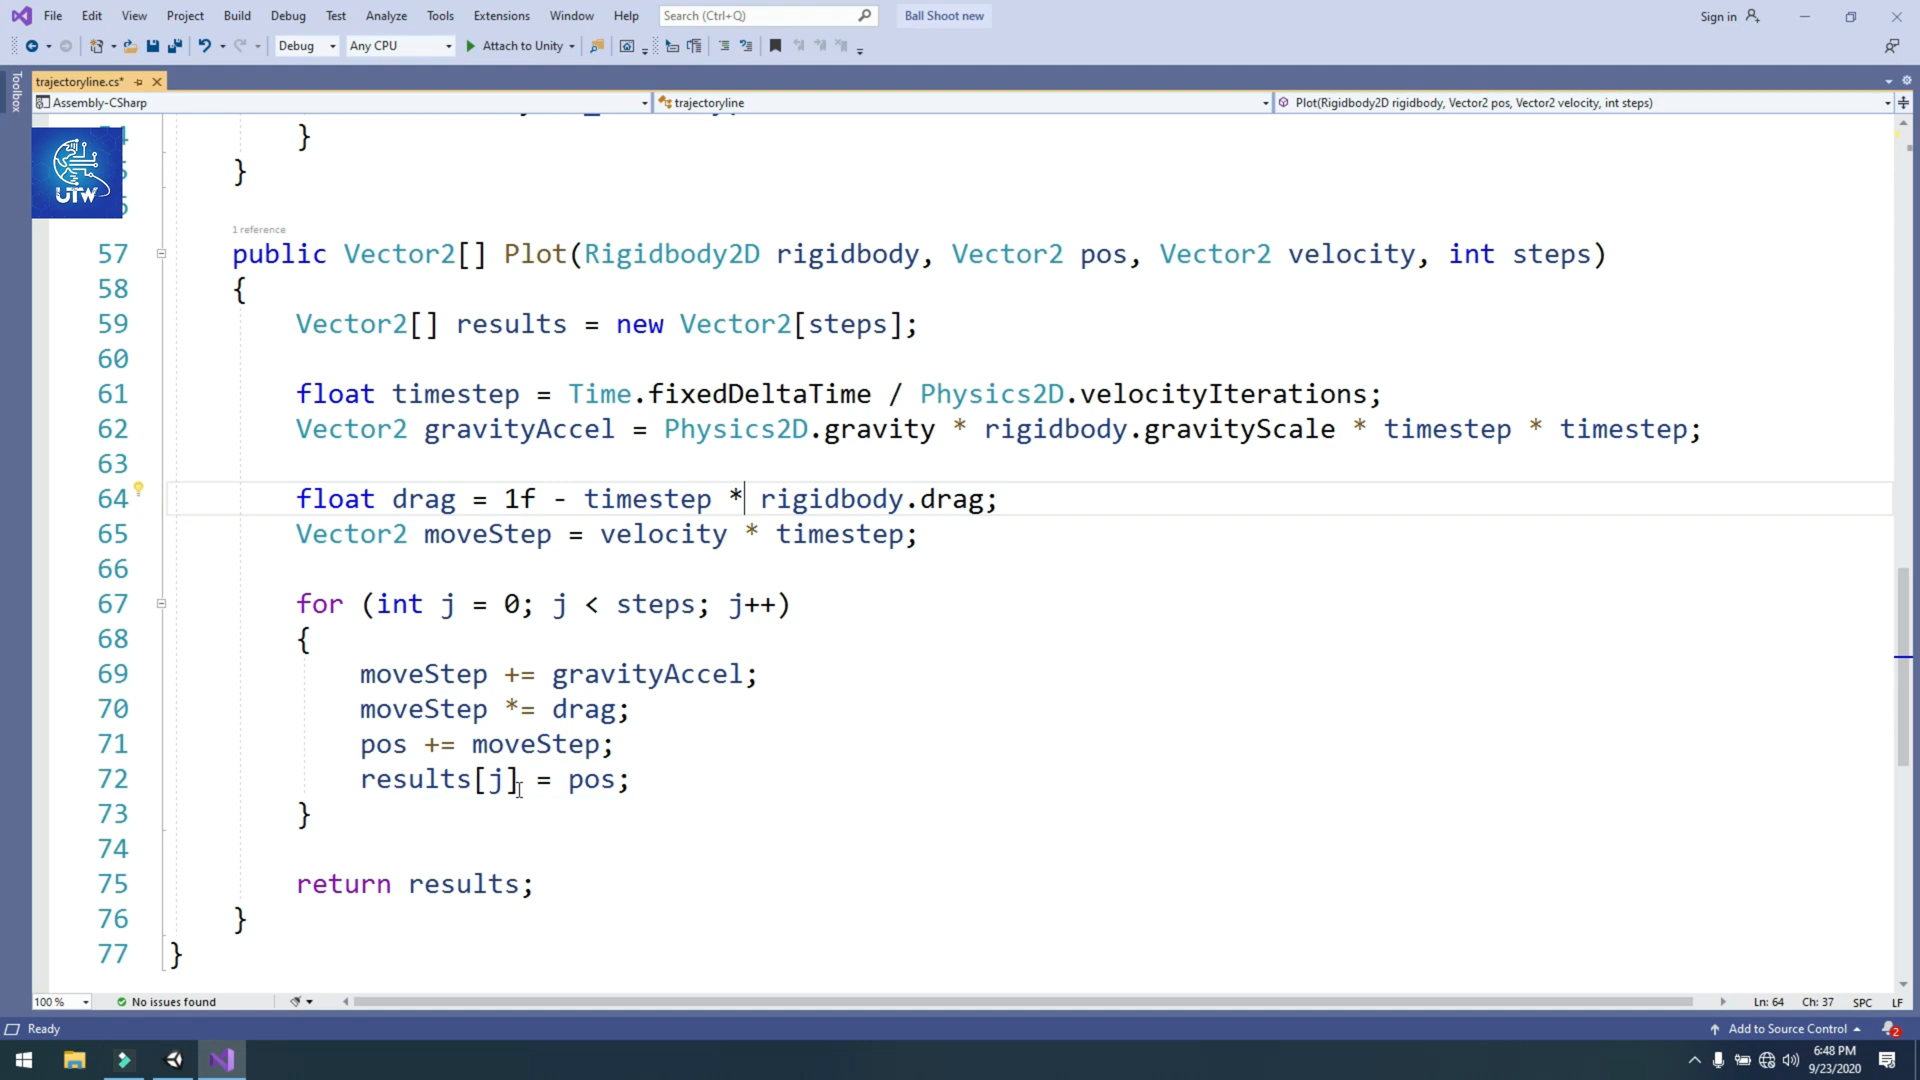 File Edit View Project Build Debug Test Analyze Tools Extensions Window Help Search (Ctrl+Q) Ball Shoot new Sign in
Debug Any CPU Attach to Unity
Toolbox
trajectoryline.cs*
Assembly-CSharp trajectoryline Plot(Rigidbody2D rigidbody, Vector2 pos, Vector2 velocity, int steps)
}
}
UTW
1 reference
57 public Vector2[] Plot(Rigidbody2D rigidbody, Vector2 pos, Vector2 velocity, int steps)
58 {
59 Vector2[] results = new Vector2[steps];
60
61 float timestep = Time.fixedDeltaTime / Physics2D.velocityIterations;
62 Vector2 gravityAccel = Physics2D.gravity * rigidbody.gravityScale * timestep * timestep;
63
64 float drag = 1f - timestep * rigidbody.drag;
65 Vector2 moveStep = velocity * timestep;
66
67 for (int j = 0; j < steps; j++)
68 {
69 moveStep += gravityAccel;
70 moveStep *= drag;
71 pos += moveStep;
72 results[j] = pos;
73 }
74
75 return results;
76 }
77 }
100 % No issues found Ln: 64 Ch: 37 SPC LF
Ready Add to Source Control 2
6:48 PM
9/23/2020